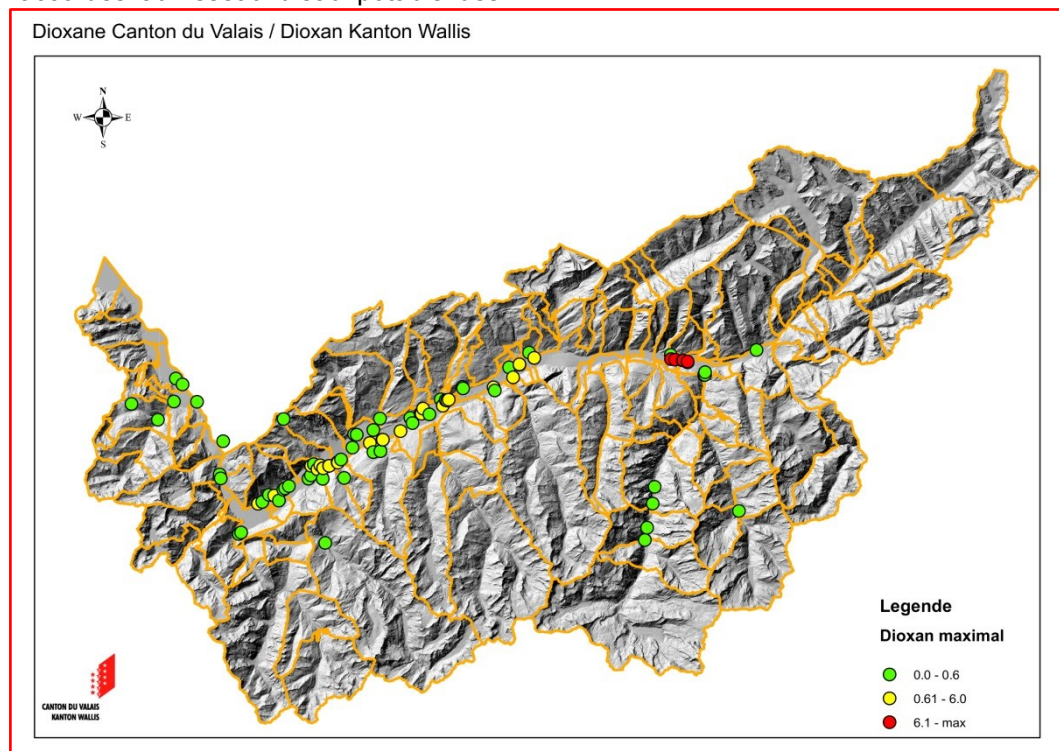 Dioxane Canton du Valais / Dioxan Kanton Wallis
N
W E
S
Legende
Dioxan maximal
0.0 - 0.6
0.61 - 6.0
6.1 - max
CANTON DU VALAIS
KANTON WALLIS